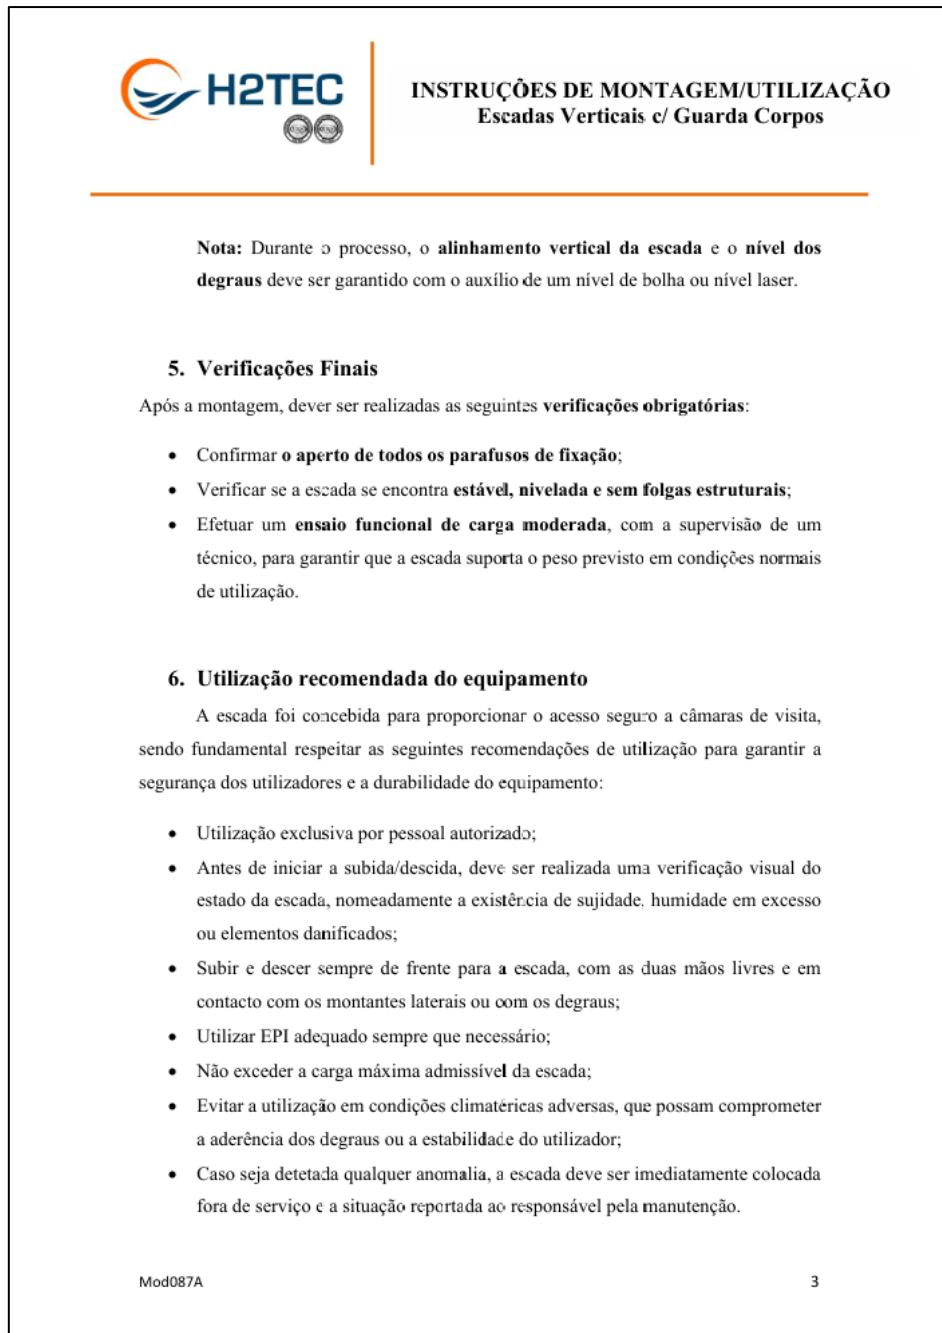 H2TEC
INSTRUÇÕES DE MONTAGEM/UTILIZAÇÃO
Escadas Verticais c/ Guarda Corpos
Nota: Durante o processo, o alinhamento vertical da escada e o nível dos
degraus deve ser garantido com o auxílio de um nível de bolha ou nível laser.
5. Verificações Finais
Após a montagem, dever ser realizadas as seguintes verificações obrigatórias:
• Confirmar o aperto de todos os parafusos de fixação;
• Verificar se a escada se encontra estável, nivelada e sem folgas estruturais;
• Efetuar um ensaio funcional de carga moderada, com a supervisão de um
técnico, para garantir que a escada suporta o peso previsto em condições normais
de utilização.
6. Utilização recomendada do equipamento
A escada foi concebida para proporcionar o acesso seguro a câmaras de visita,
sendo fundamental respeitar as seguintes recomendações de utilização para garantir a
segurança dos utilizadores e a durabilidade do equipamento:
• Utilização exclusiva por pessoal autorizado;
• Antes de iniciar a subida/descida, deve ser realizada uma verificação visual do
estado da escada, nomeadamente a existência de sujidade, humidade em excesso
ou elementos danificados;
• Subir e descer sempre de frente para a escada, com as duas mãos livres e em
contacto com os montantes laterais ou com os degraus;
• Utilizar EPI adequado sempre que necessário;
• Não exceder a carga máxima admissível da escada;
• Evitar a utilização em condições climatéricas adversas, que possam comprometer
a aderência dos degraus ou a estabilidade do utilizador;
• Caso seja detetada qualquer anomalia, a escada deve ser imediatamente colocada
fora de serviço e a situação reportada ao responsável pela manutenção.
Mod087A
3